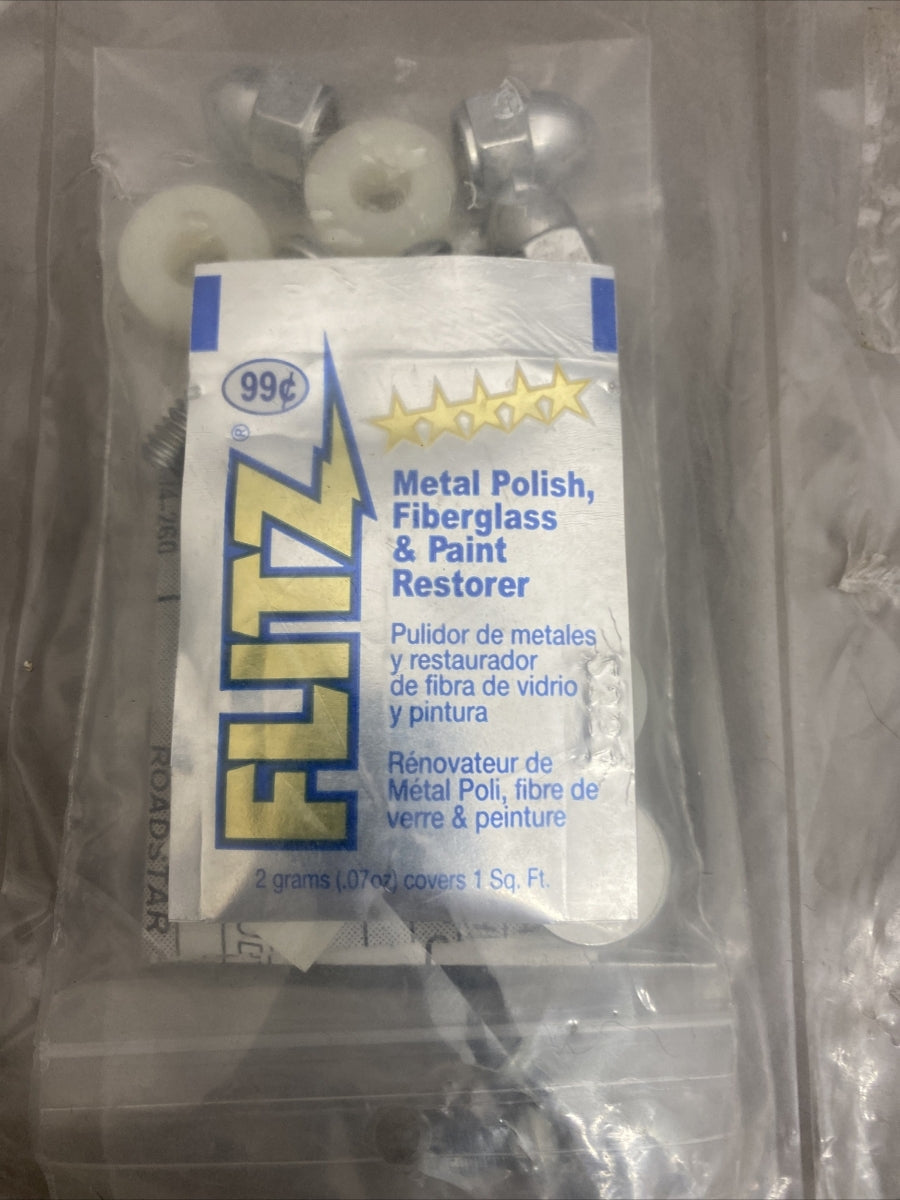 99¢
®
FLITZ
Metal Polish,
Fiberglass
& Paint
Restorer
Pulidor de metales
y restaurador
de fibra de vidrio
y pintura
Rénovateur de
Métal Poli, fibre de
verre & peinture
2 grams (.07oz) covers 1 Sq. Ft.
ROADSTAR